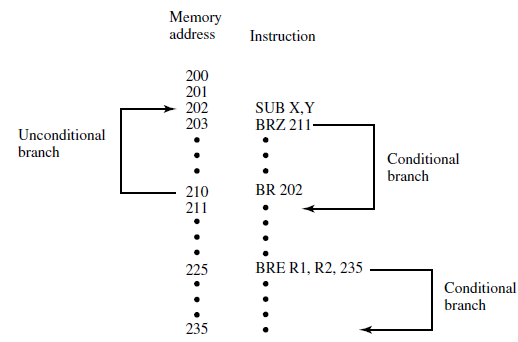 Memory
address Instruction
200
201
202 SUB X,Y
203 BRZ 211
Unconditional
branch
Conditional
branch
210 BR 202
211
225 BRE R1, R2, 235
Conditional
branch
235